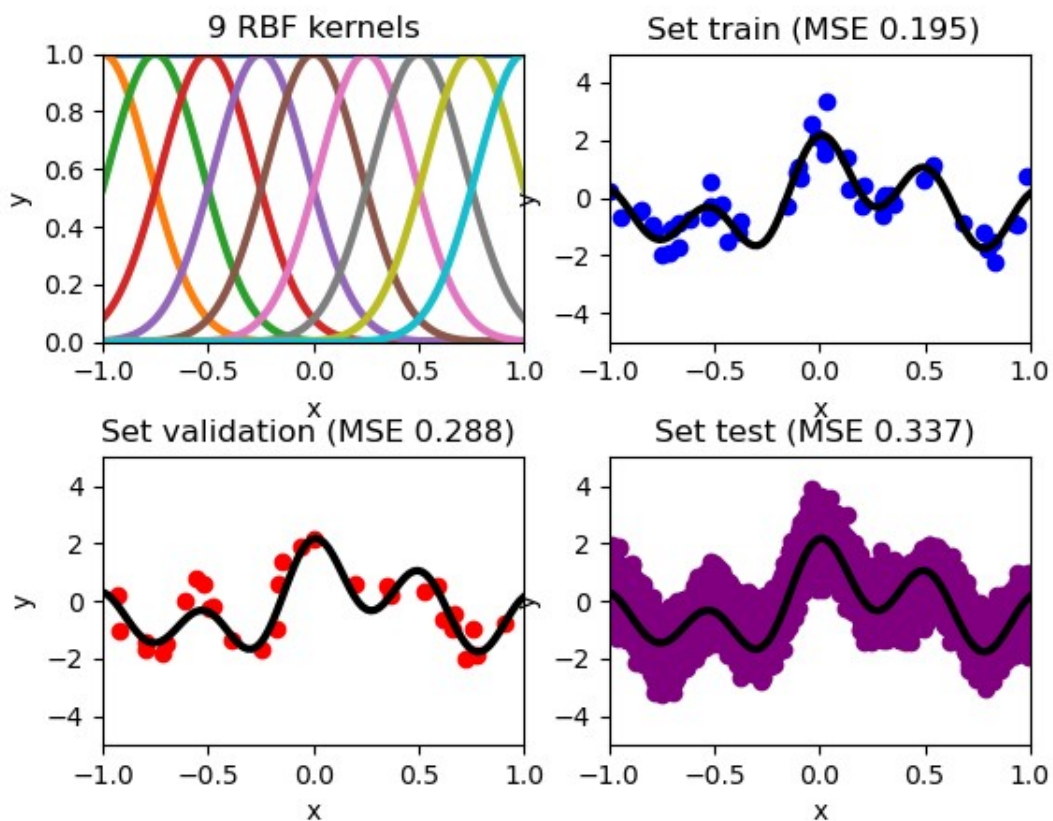 9 RBF kernels
1.0
0.8
0.6
0.4
0.2
0.0
y
−1.0 −0.5 0.0 0.5 1.0
x
Set train (MSE 0.195)
4
2
0
−2
−4
y
−1.0 −0.5 0.0 0.5 1.0
x
Set validation (MSE 0.288)
4
2
0
−2
−4
y
−1.0 −0.5 0.0 0.5 1.0
x
Set test (MSE 0.337)
4
2
0
−2
−4
y
−1.0 −0.5 0.0 0.5 1.0
x